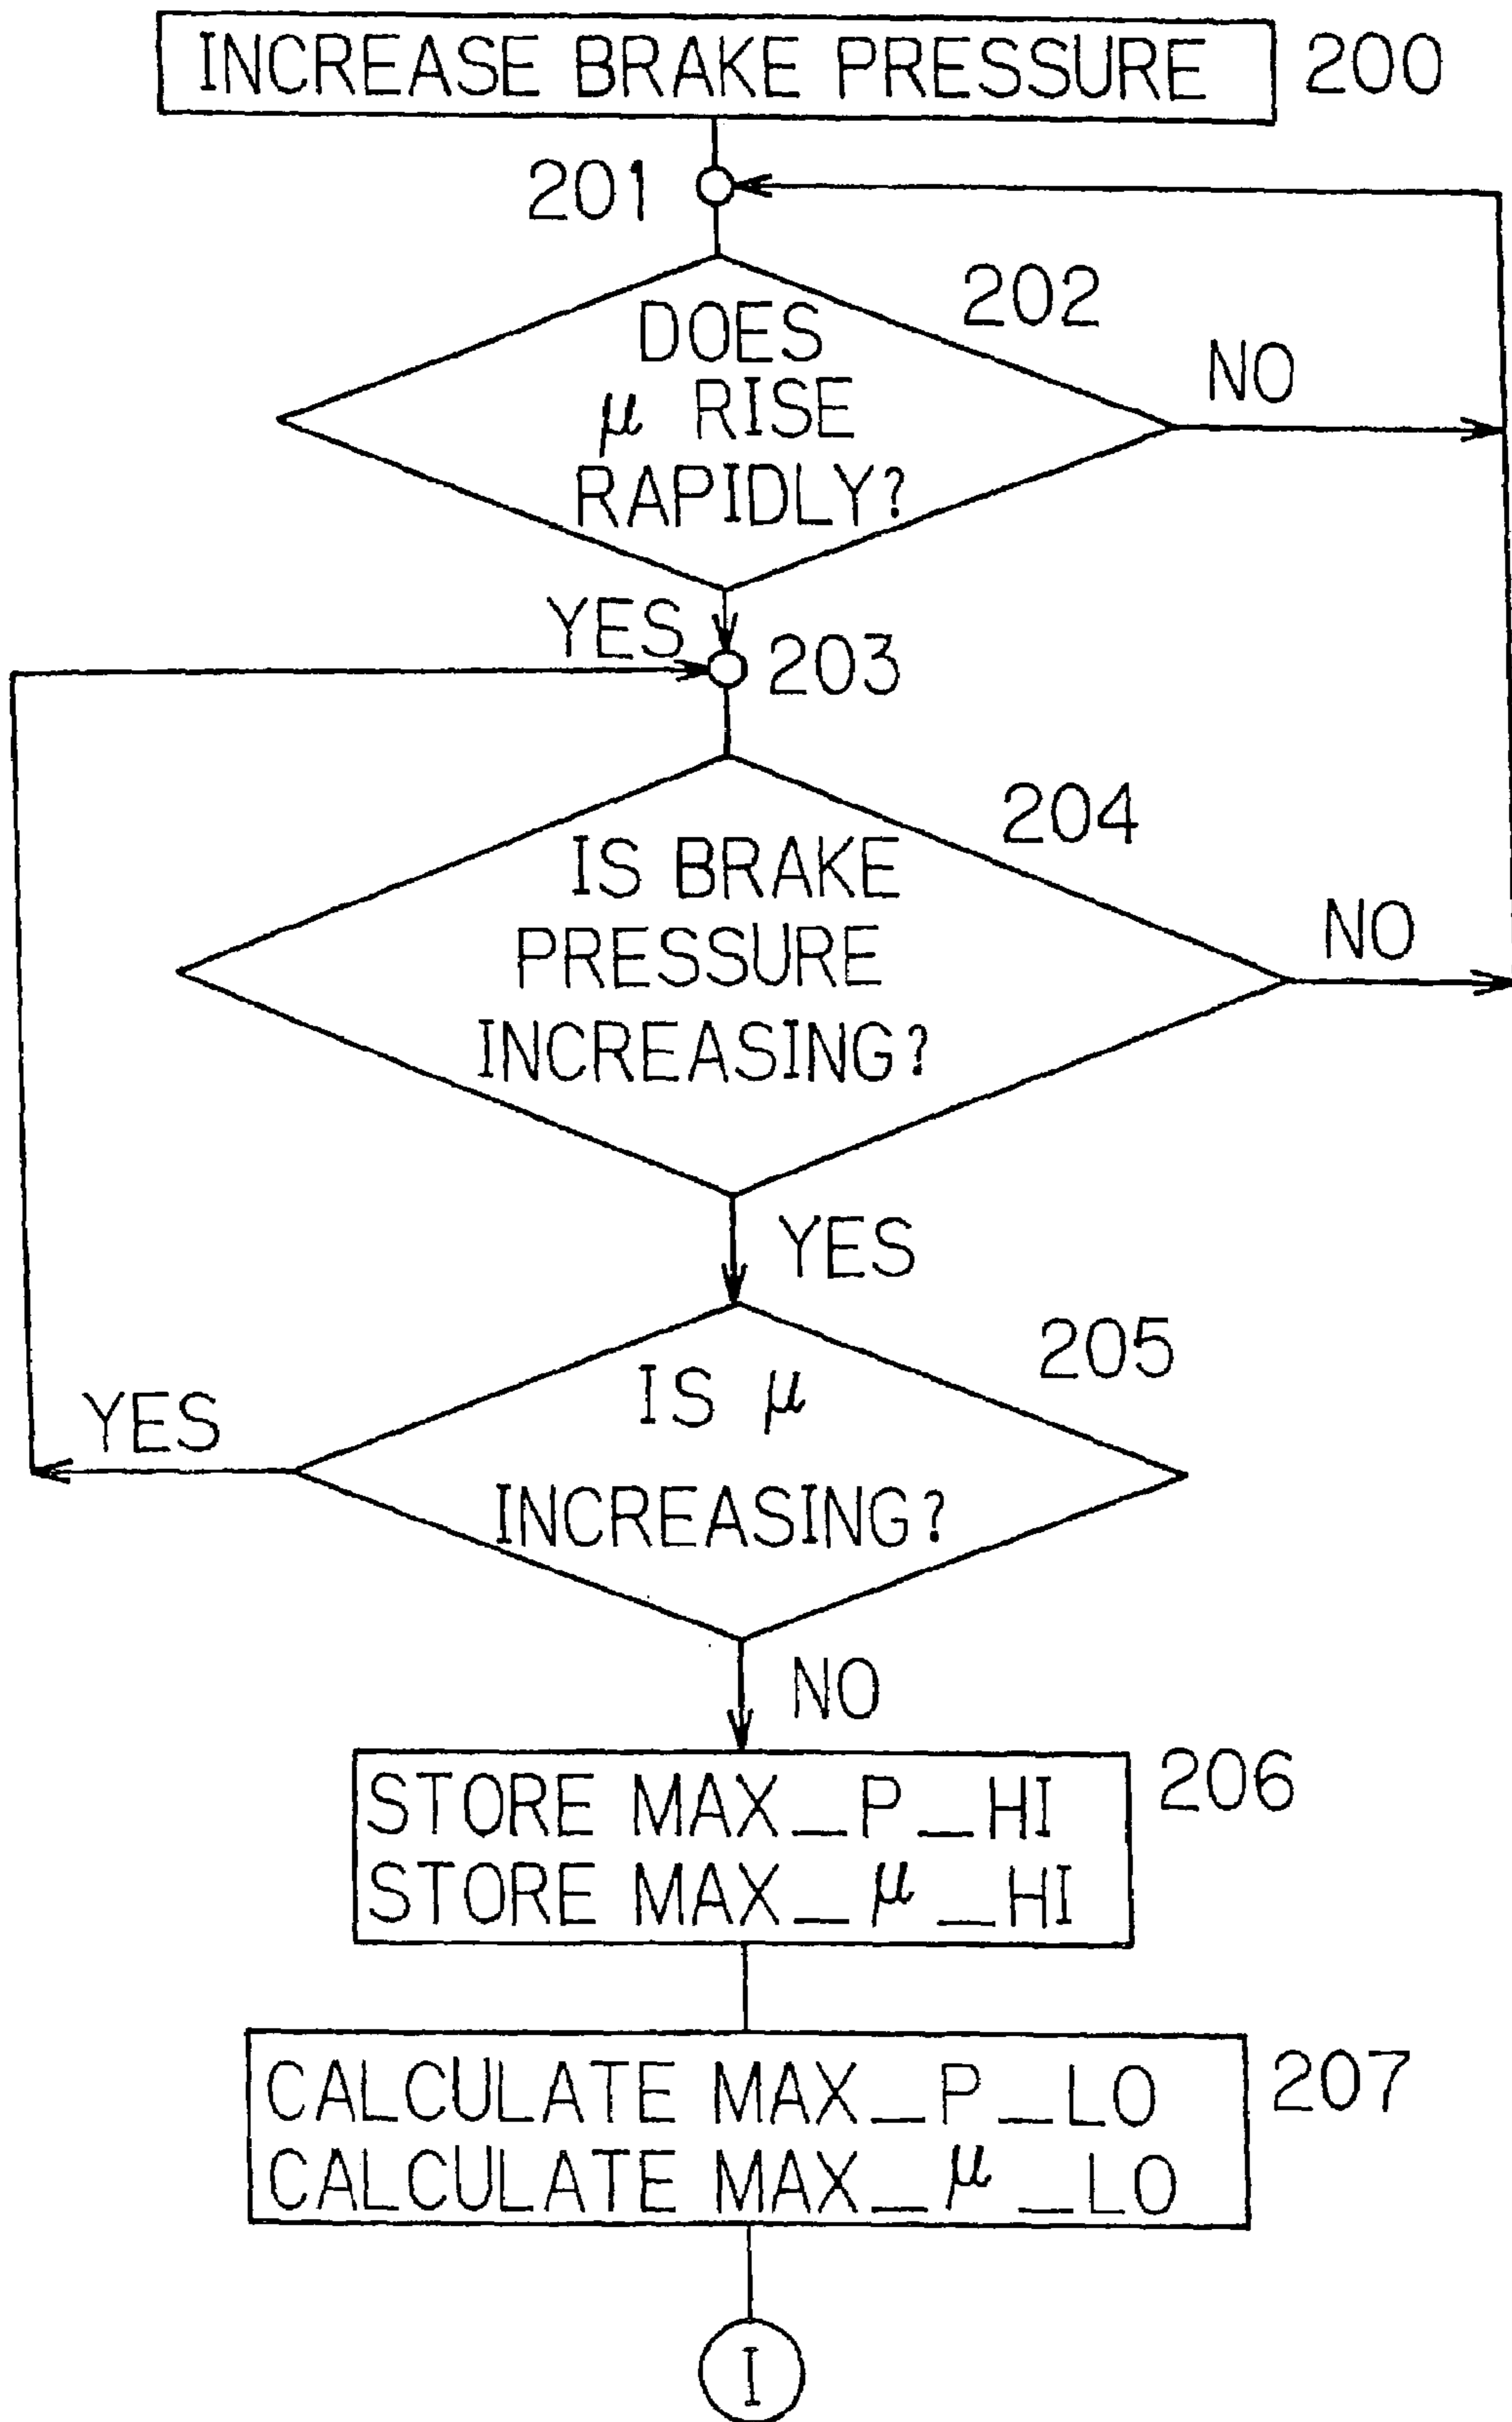 INCREASE BRAKE PRESSURE 200
201
202
DOES
μ RISE
RAPIDLY?
NO
YES
203
204
IS BRAKE
PRESSURE
INCREASING?
NO
YES
205
IS μ
INCREASING?
YES
NO
206
STORE MAX_P_HI
STORE MAX_μ_HI
207
CALCULATE MAX_P_LO
CALCULATE MAX_μ_LO
I